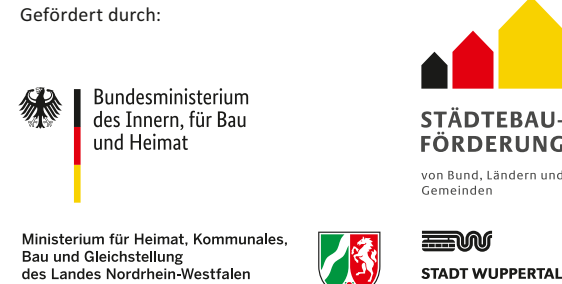 Gefördert durch:
Bundesministerium
des Innern, für Bau
und Heimat
STÄDTEBAU-
FÖRDERUNG
von Bund, Ländern und
Gemeinden
Ministerium für Heimat, Kommunales,
Bau und Gleichstellung
des Landes Nordrhein-Westfalen
STADT WUPPERTAL